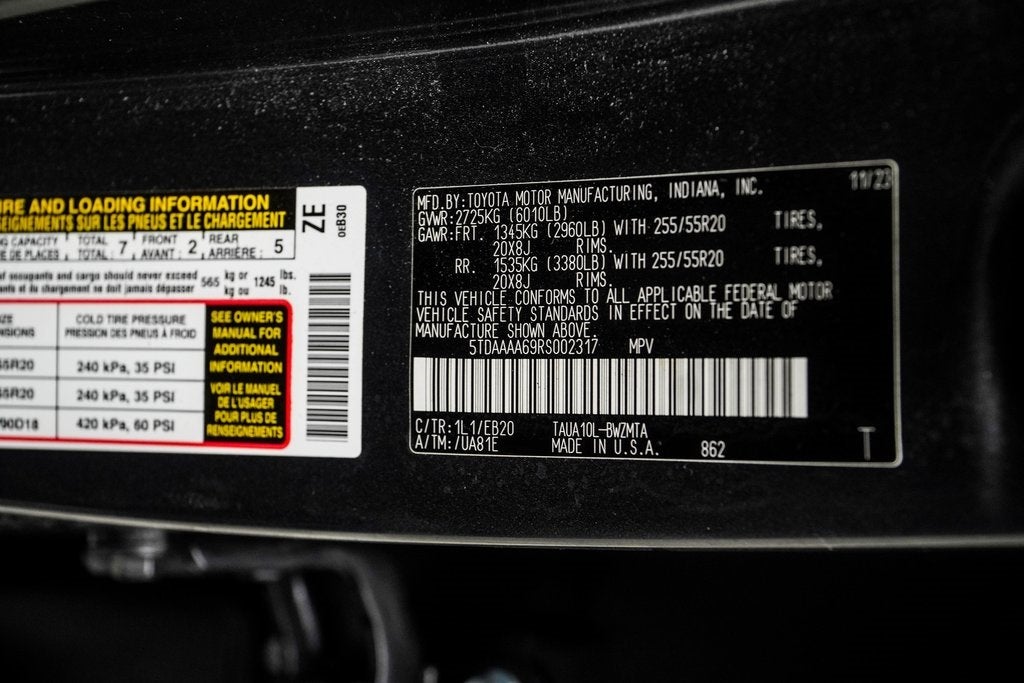 IRE AND LOADING INFORMATION
SEIGNEMENTS SUR LES PNEUS ET LE CHARGEMENT
G CAPACITY TOTAL 7 FRONT 2 REAR 5
E DE PLACES TOTAL: AVANT: ARRIÈRE:
of occupants and cargo should never exceed 565 kg or 1245 lbs.
ants et du chargement ne doit jamais dépasser kg ou lb.
COLD TIRE PRESSURE
PRESSION DES PNEUS À FROID
55R20 240 kPa, 35 PSI
55R20 240 kPa, 35 PSI
90D18 420 kPa, 60 PSI
SEE OWNER'S
MANUAL FOR
ADDITIONAL
INFORMATION
VOIR LE MANUEL
DE L'USAGER
POUR PLUS DE
RENSEIGNEMENTS
ZE
0EB30
MFD.BY:TOYOTA MOTOR MANUFACTURING, INDIANA, INC. 11/23
GVWR:2725KG (6010LB)
GAWR:FRT. 1345KG (2960LB) WITH 255/55R20 TIRES,
20X8J RIMS.
RR. 1535KG (3380LB) WITH 255/55R20 TIRES,
20X8J RIMS.
THIS VEHICLE CONFORMS TO ALL APPLICABLE FEDERAL MOTOR
VEHICLE SAFETY STANDARDS IN EFFECT ON THE DATE OF
MANUFACTURE SHOWN ABOVE.
5TDAAAA69RS002317 MPV
C/TR:1L1/EB20 TAUA10L-BWZMTA
A/TM:/UA81E MADE IN U.S.A. 862 T